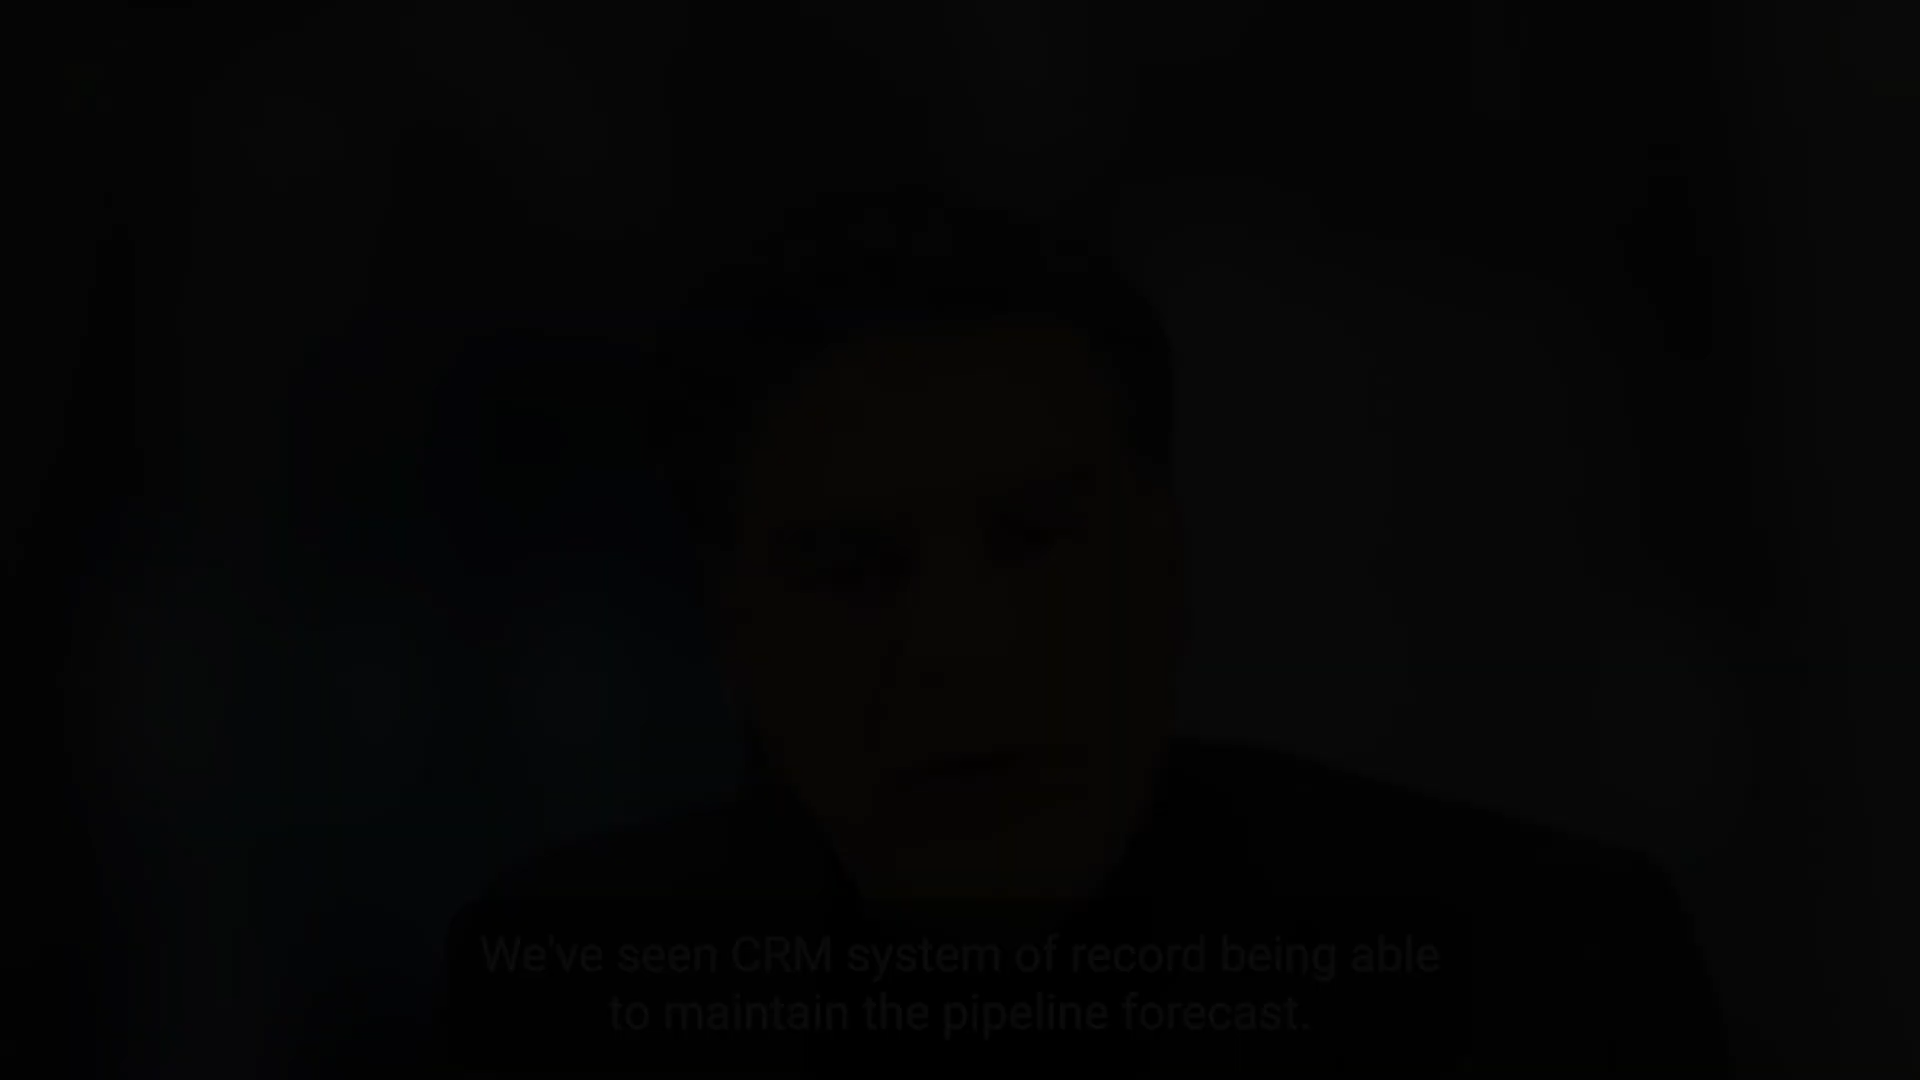 We've seen CRM system of record being able
to maintain the pipeline forecast.